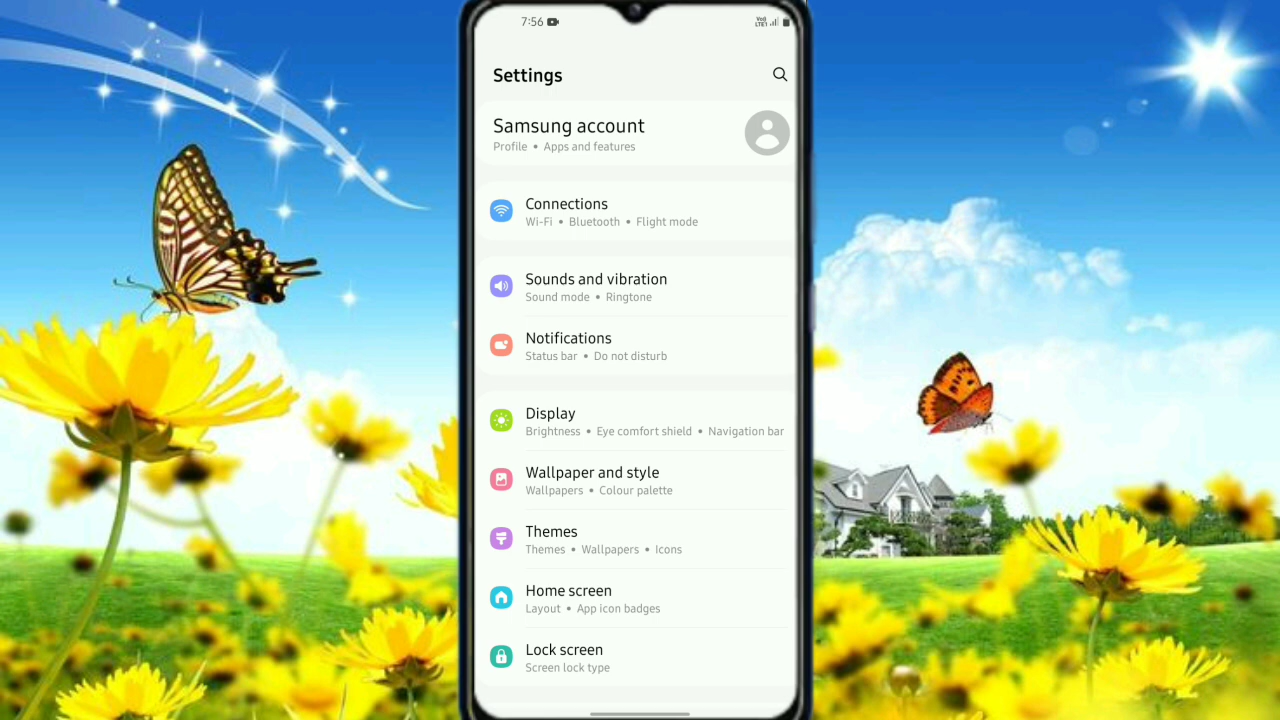 7:56
Vo)
LTE1
Settings
Samsung account
Profile • Apps and features
Connections
Wi-Fi • Bluetooth • Flight mode
Sounds and vibration
Sound mode • Ringtone
Notifications
Status bar • Do not disturb
Display
Brightness • Eye comfort shield • Navigation bar
Wallpaper and style
Wallpapers • Colour palette
Themes
Themes • Wallpapers • Icons
Home screen
Layout • App icon badges
Lock screen
Screen lock type